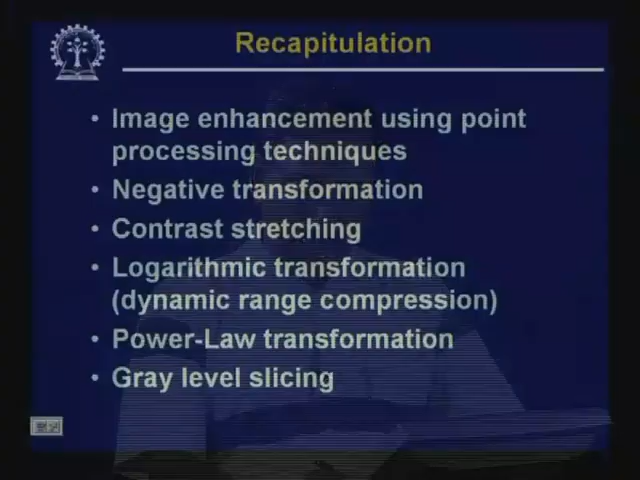 Recapitulation
• Image enhancement using point
processing techniques
• Negative transformation
• Contrast stretching
• Logarithmic transformation
(dynamic range compression)
• Power-Law transformation
• Gray level slicing